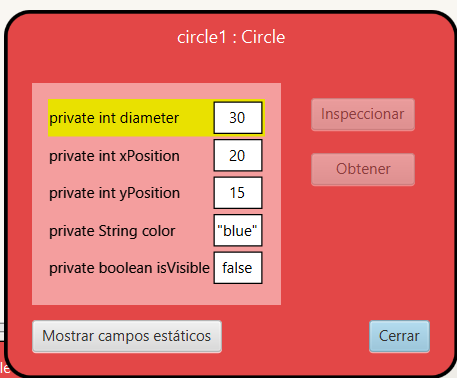 circle1 : Circle
private int diameter 30
private int xPosition 20
private int yPosition 15
private String color "blue"
private boolean isVisible false
Inspeccionar
Obtener
Mostrar campos estáticos
Cerrar